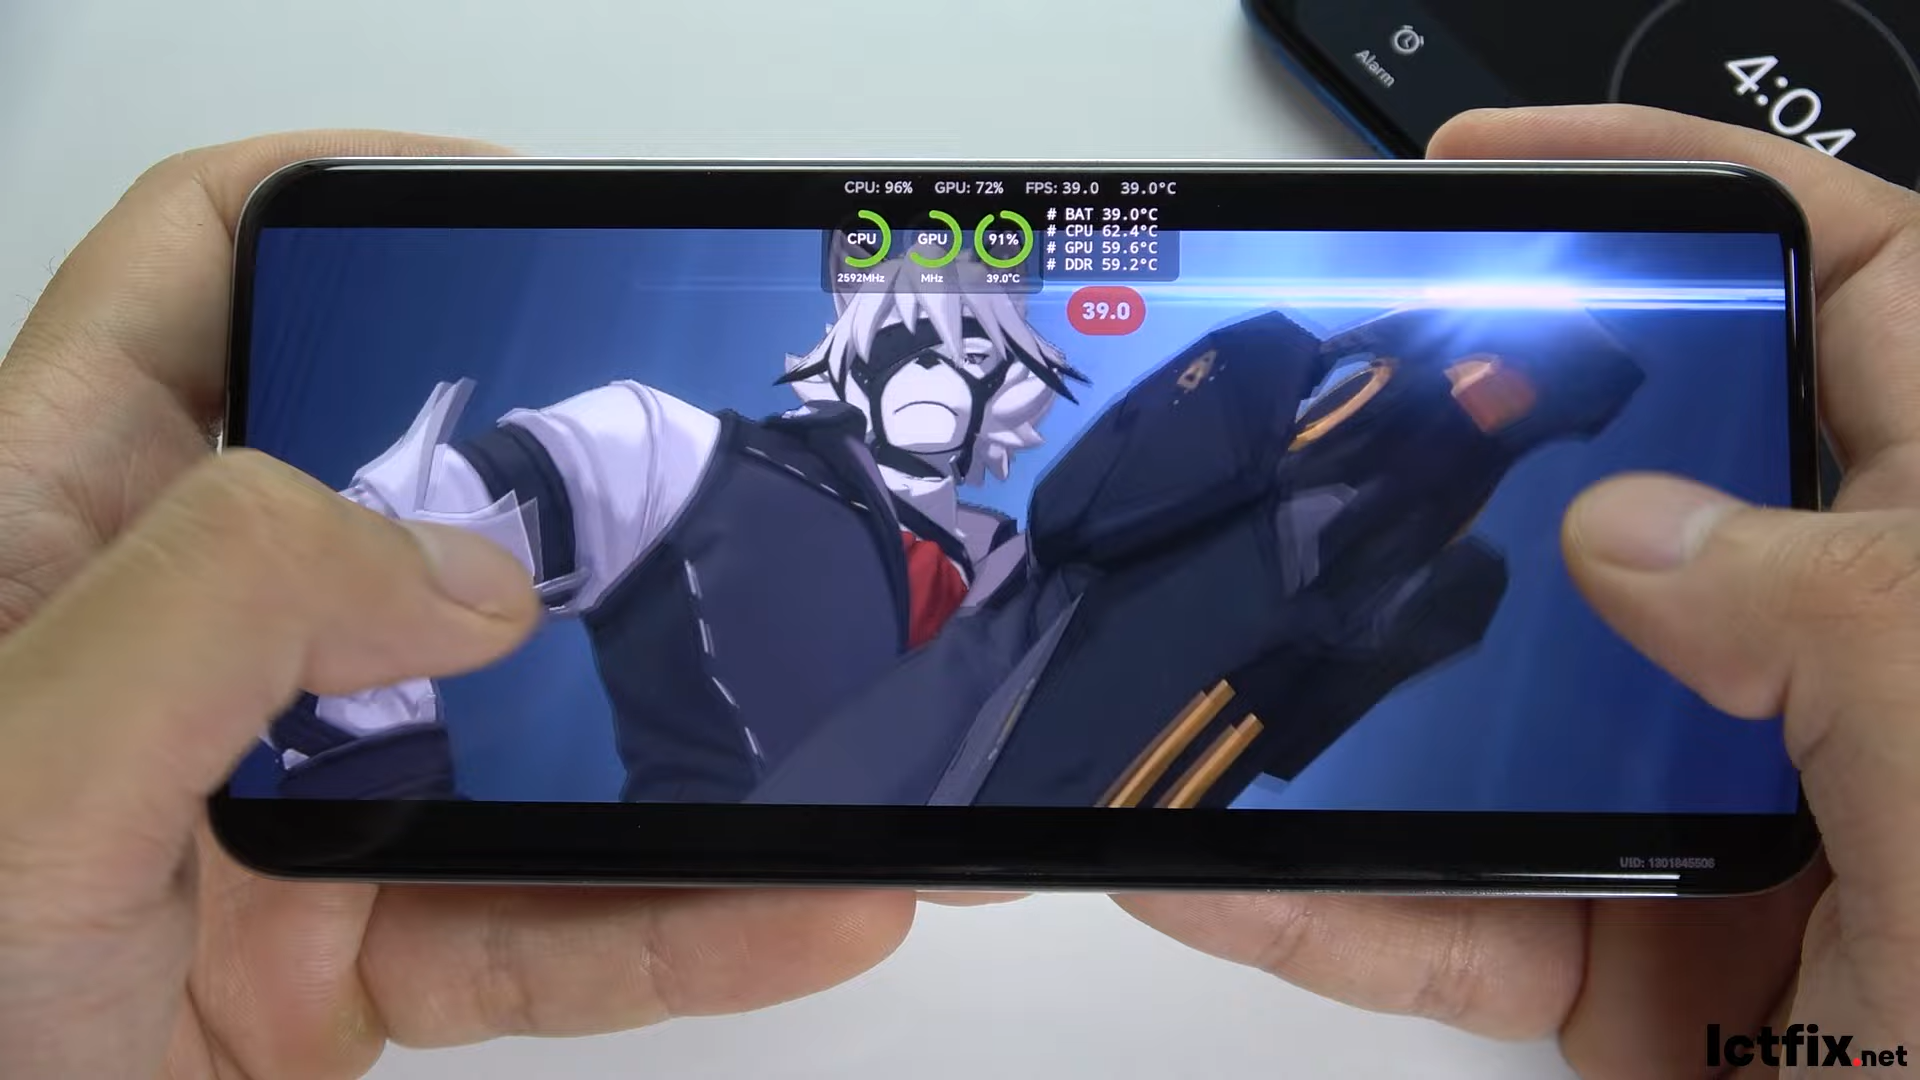 Alarm
4:04
CPU: 96% GPU: 72% FPS: 39.0 39.0°C
# BAT 39.0°C
# CPU 62.4°C
# GPU 59.6°C
# DDR 59.2°C
CPU GPU 91%
2592MHz MHz 39.0°C
39.0
UID: 1301845506
Ictfix.net